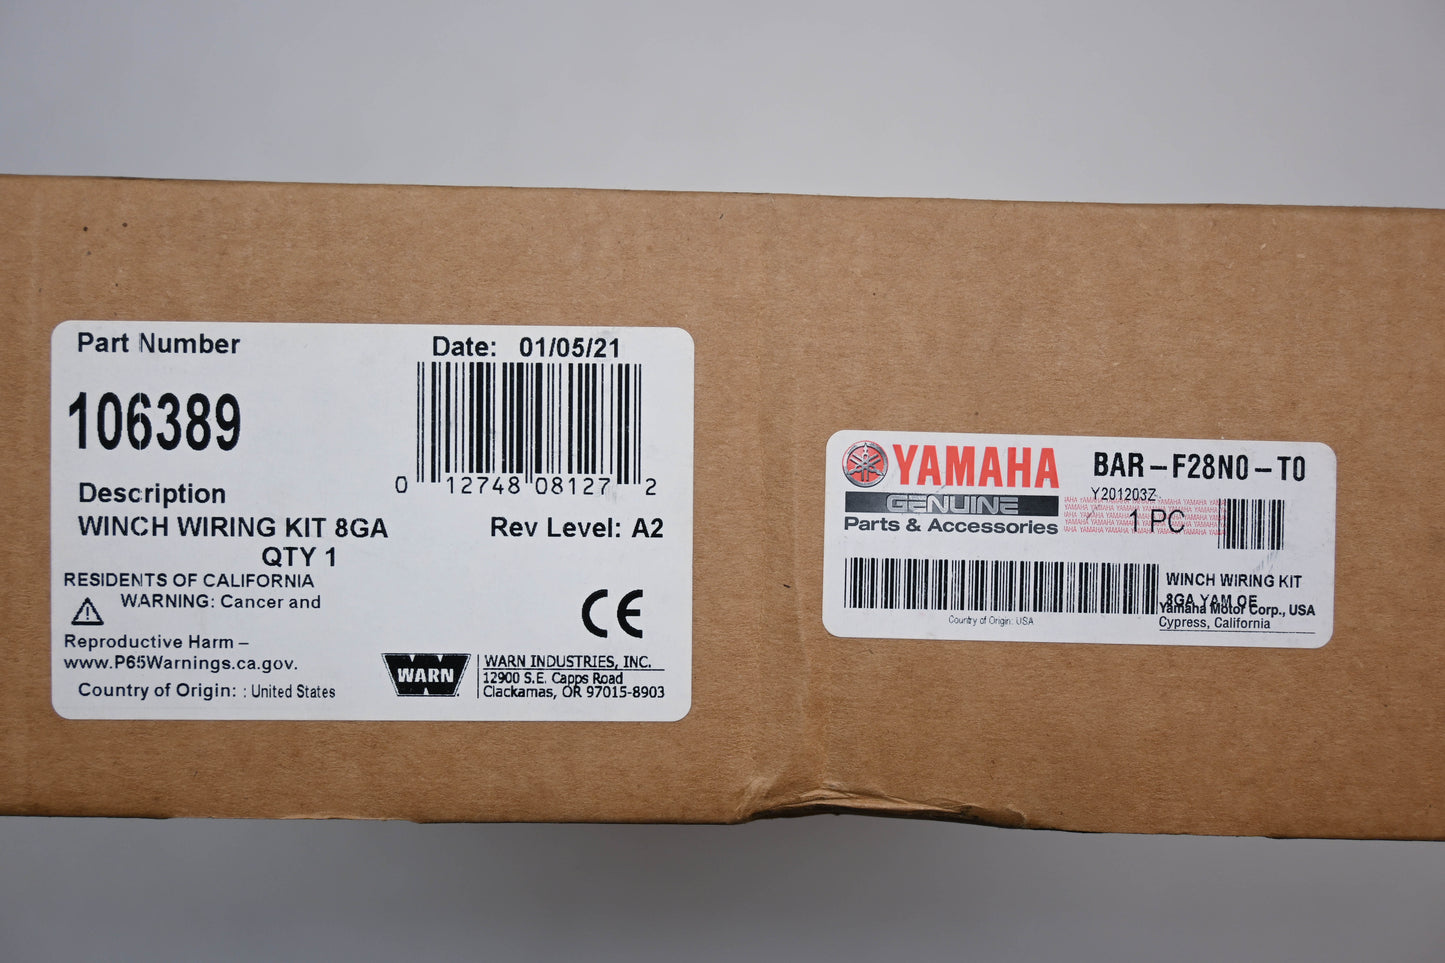 Part Number
Date: 01/05/21
106389
0 12748 08127 2
Description
WINCH WIRING KIT 8GA
Rev Level: A2
QTY 1
RESIDENTS OF CALIFORNIA
WARNING: Cancer and
Reproductive Harm –
www.P65Warnings.ca.gov.
Country of Origin: : United States
CE
WARN
WARN INDUSTRIES, INC.
12900 S.E. Capps Road
Clackamas, OR 97015-8903
YAMAHA
GENUINE
Parts & Accessories
BAR-F28N0-T0
Y201203Z
1 PC
WINCH WIRING KIT
8GA YAM OE
Yamaha Motor Corp., USA
Cypress, California
Country of Origin: USA